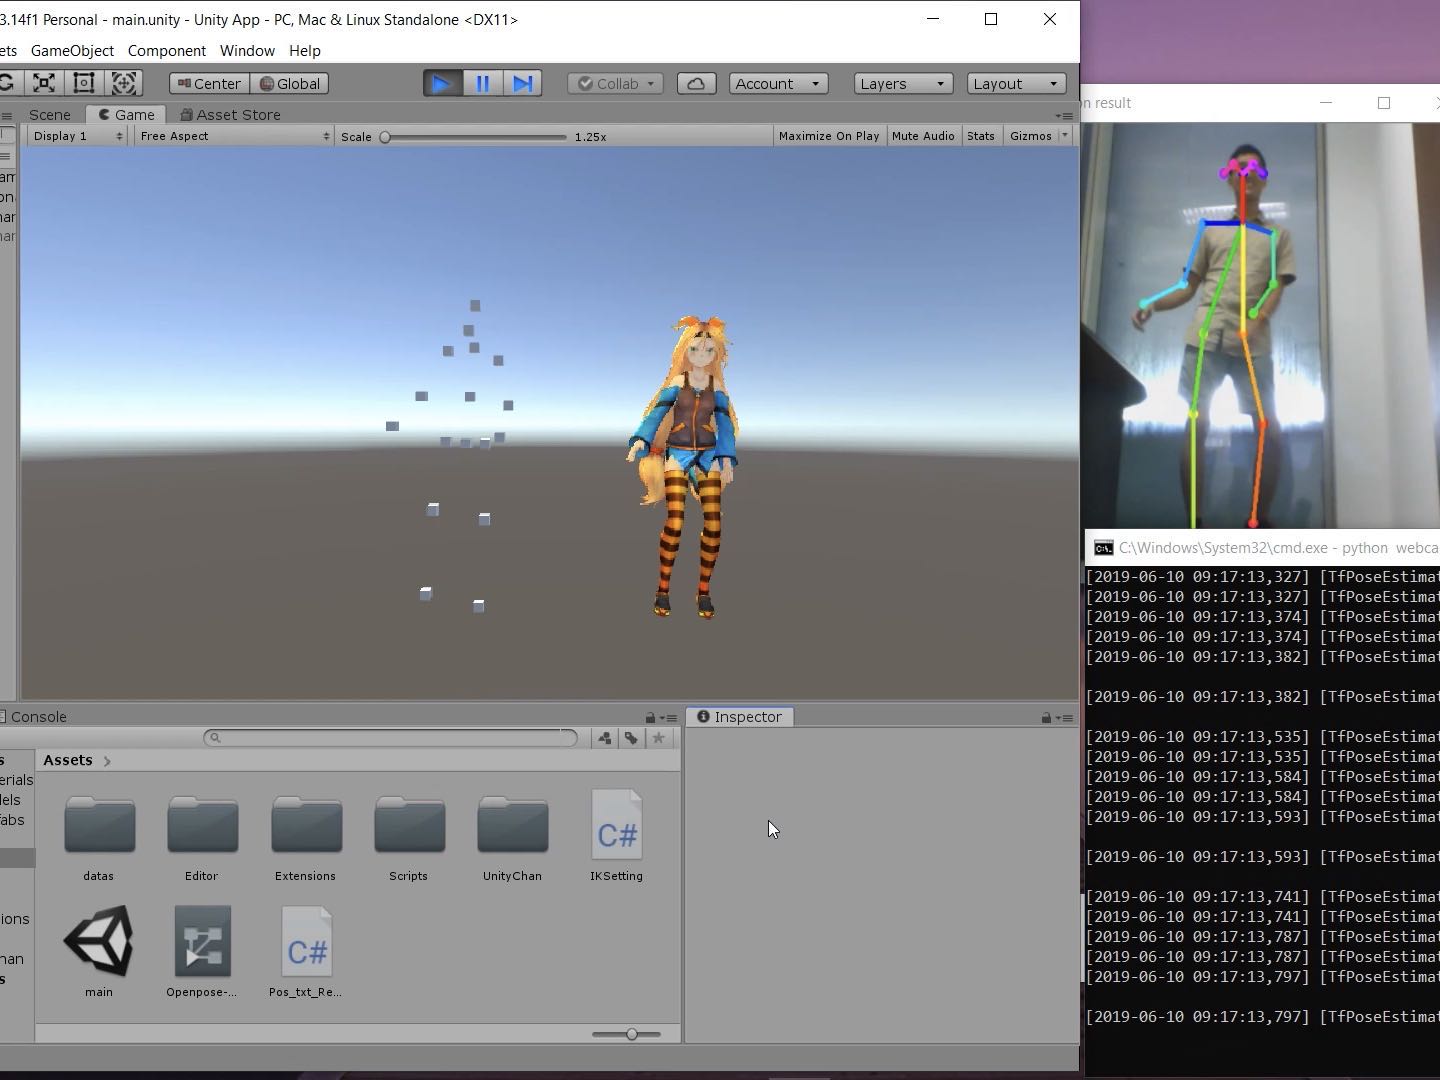 3.14f1 Personal - main.unity - Unity App - PC, Mac & Linux Standalone <DX11>
ets GameObject Component Window Help
Center Global Collab Account Layers Layout
Scene Game Asset Store
Display 1 Free Aspect Scale 1.25x Maximize On Play Mute Audio Stats Gizmos
on result
Console
Inspector
Assets
erials
dels
fabs
datas Editor Extensions Scripts UnityChan IKSetting
ions
han
main Openpose-... Pos_txt_Re...
C#
C#
C:\Windows\System32\cmd.exe - python webca
[2019-06-10 09:17:13,327] [TfPoseEstimat
[2019-06-10 09:17:13,327] [TfPoseEstimat
[2019-06-10 09:17:13,374] [TfPoseEstimat
[2019-06-10 09:17:13,374] [TfPoseEstimat
[2019-06-10 09:17:13,382] [TfPoseEstimat
[2019-06-10 09:17:13,382] [TfPoseEstimat
[2019-06-10 09:17:13,535] [TfPoseEstimat
[2019-06-10 09:17:13,535] [TfPoseEstimat
[2019-06-10 09:17:13,584] [TfPoseEstimat
[2019-06-10 09:17:13,584] [TfPoseEstimat
[2019-06-10 09:17:13,593] [TfPoseEstimat
[2019-06-10 09:17:13,593] [TfPoseEstimat
[2019-06-10 09:17:13,741] [TfPoseEstimat
[2019-06-10 09:17:13,741] [TfPoseEstimat
[2019-06-10 09:17:13,787] [TfPoseEstimat
[2019-06-10 09:17:13,787] [TfPoseEstimat
[2019-06-10 09:17:13,797] [TfPoseEstimat
[2019-06-10 09:17:13,797] [TfPoseEstimat